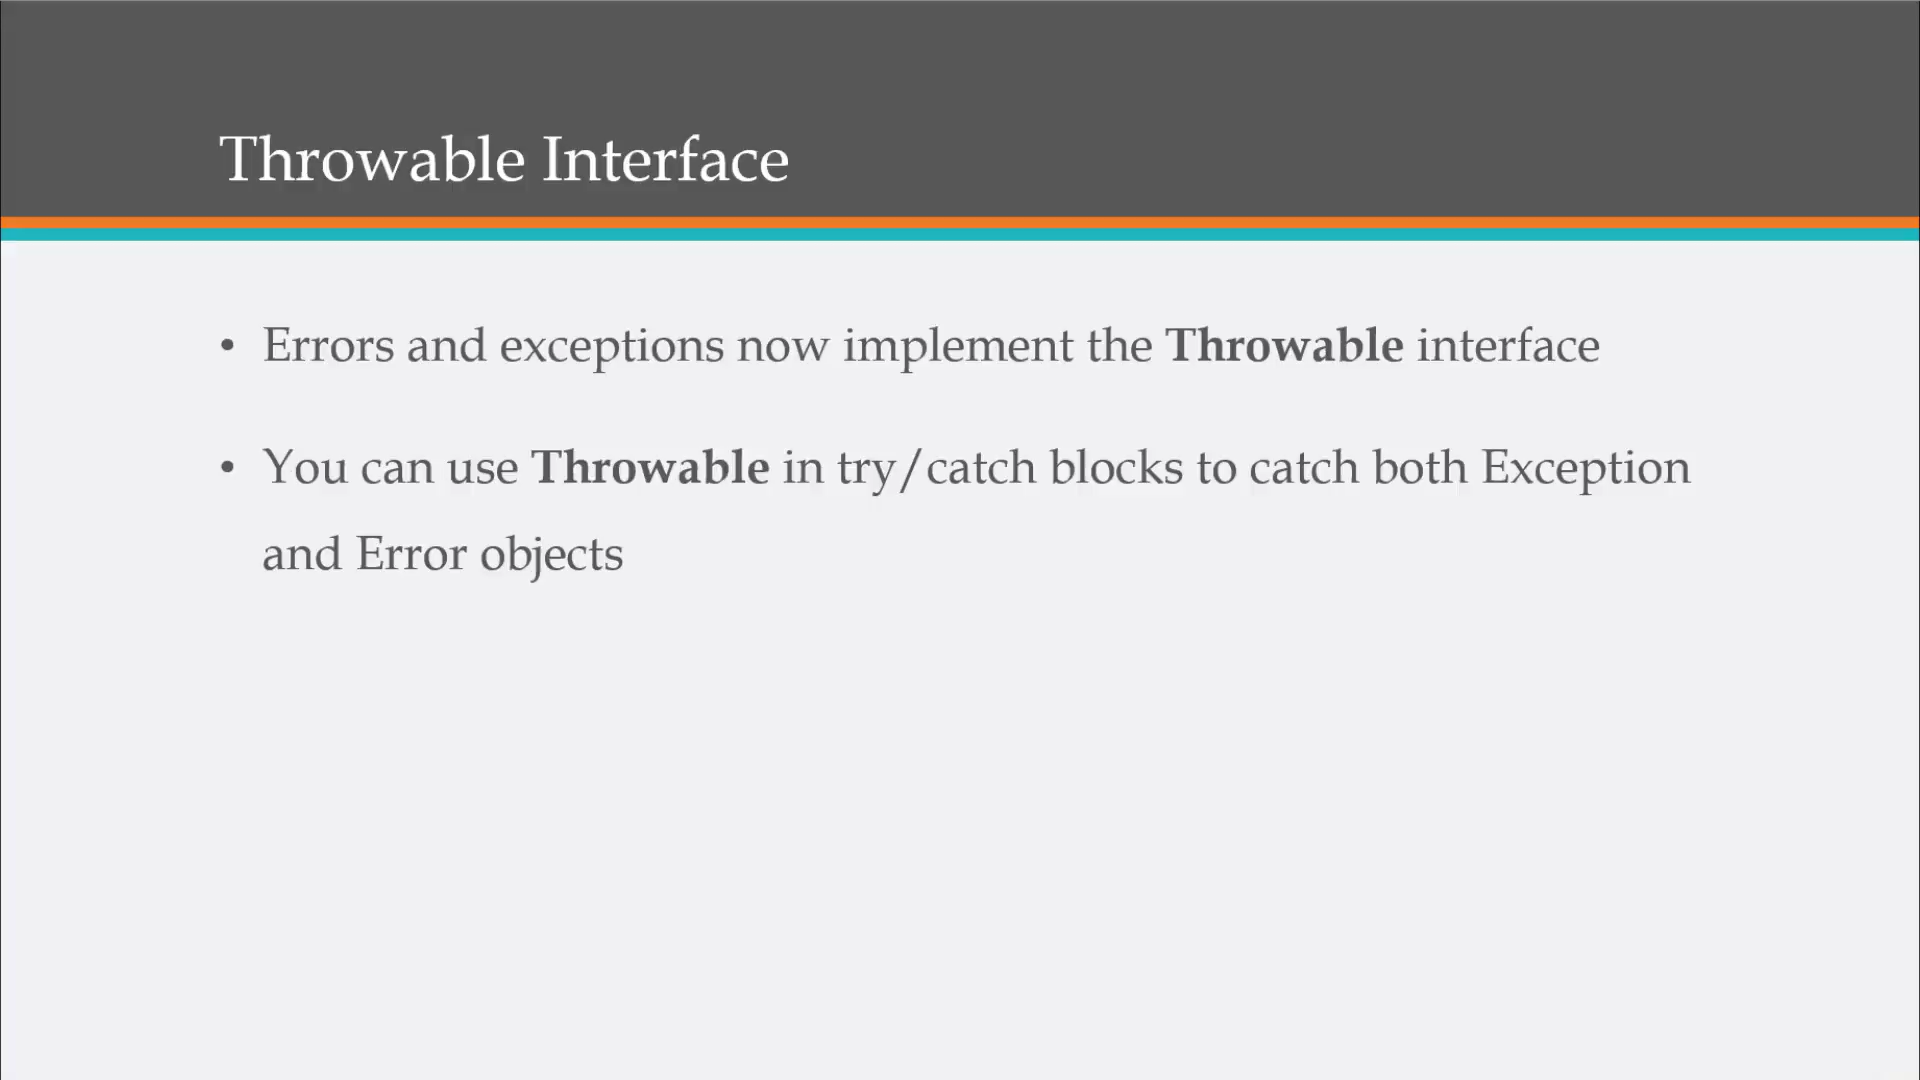 Throwable Interface
• Errors and exceptions now implement the Throwable interface
• You can use Throwable in try/catch blocks to catch both Exception
and Error objects